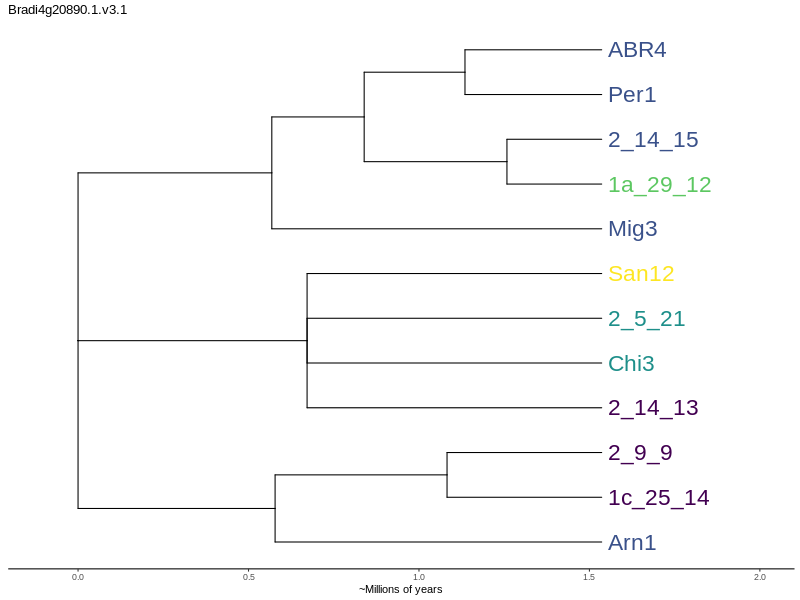 Bradi4g20890.1.v3.1
ABR4
Per1
2_14_15
1a_29_12
Mig3
San12
2_5_21
Chi3
2_14_13
2_9_9
1c_25_14
Arn1
0.0 0.5 1.0 1.5 2.0
~Millions of years